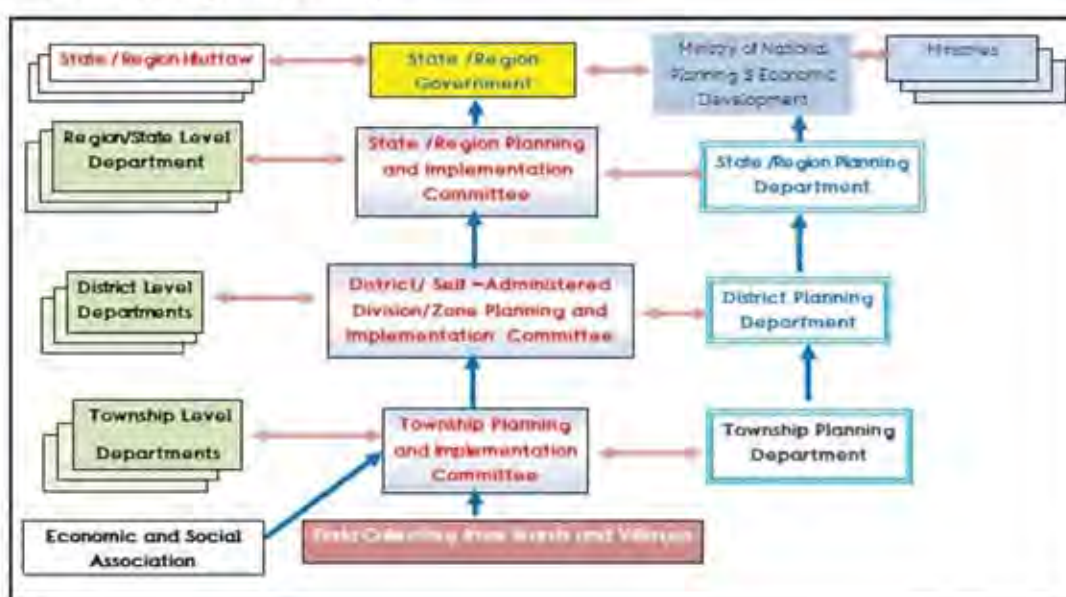 State / Region Hluttaw
State /Region
Government
Ministry of National
Planning & Economic
Development
Ministries
Region/State Level
Department
State /Region Planning
and Implementation
Committee
State /Region Planning
Department
District Level
Departments
District/ Self -Administered
Division/Zone Planning and
Implementation Committee
District Planning
Department
Township Level
Departments
Township Planning
and Implementation
Committee
Township Planning
Department
Economic and Social
Association
Data Collecting from Wards and Villages